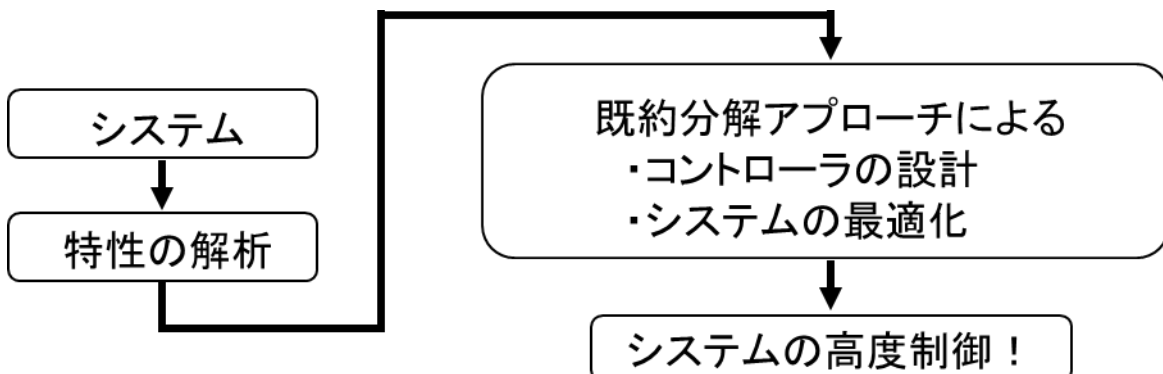 システム
特性の解析
既約分解アプローチによる
・コントローラの設計
・システムの最適化
システムの高度制御！